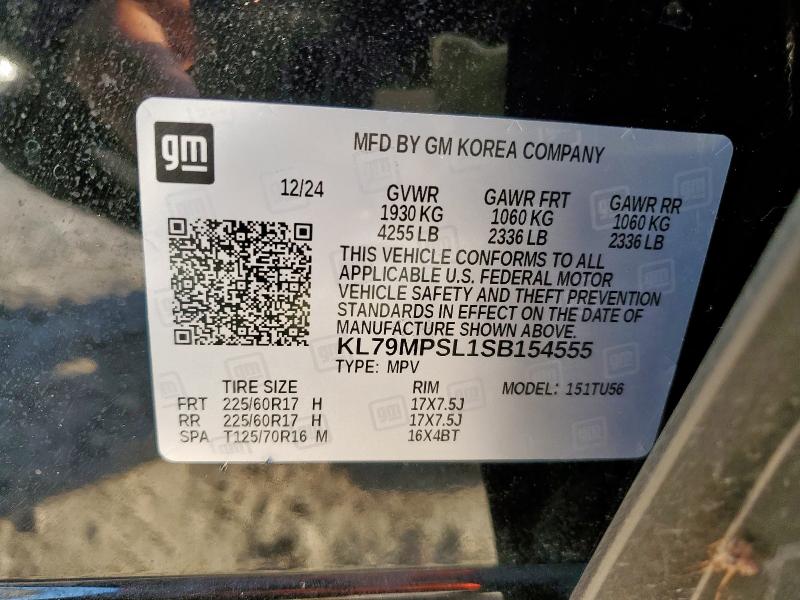 gm
MFD BY GM KOREA COMPANY
12/24
GVWR GAWR FRT GAWR RR
1930 KG 1060 KG 1060 KG
4255 LB 2336 LB 2336 LB
THIS VEHICLE CONFORMS TO ALL
APPLICABLE U.S. FEDERAL MOTOR
VEHICLE SAFETY AND THEFT PREVENTION
STANDARDS IN EFFECT ON THE DATE OF
MANUFACTURE SHOWN ABOVE.
KL79MPSL1SB154555
TYPE: MPV
TIRE SIZE RIM MODEL: 151TU56
FRT 225/60R17 H 17X7.5J
RR 225/60R17 H 17X7.5J
SPA T125/70R16 M 16X4BT